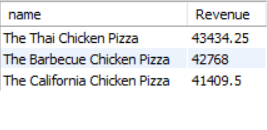 name Revenue
The Thai Chicken Pizza 43434.25
The Barbecue Chicken Pizza 42768
The California Chicken Pizza 41409.5